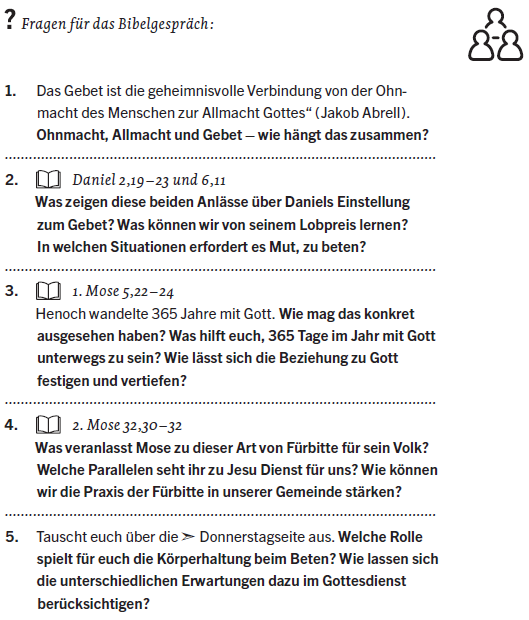 ? Fragen für das Bibelgespräch:
1. Das Gebet ist die geheimnisvolle Verbindung von der Ohn-
macht des Menschen zur Allmacht Gottes“ (Jakob Abrell).
Ohnmacht, Allmacht und Gebet – wie hängt das zusammen?
2. Daniel 2,19–23 und 6,11
Was zeigen diese beiden Anlässe über Daniels Einstellung
zum Gebet? Was können wir von seinem Lobpreis lernen?
In welchen Situationen erfordert es Mut, zu beten?
3. 1. Mose 5,22–24
Henoch wandelte 365 Jahre mit Gott. Wie mag das konkret
ausgesehen haben? Was hilft euch, 365 Tage im Jahr mit Gott
unterwegs zu sein? Wie lässt sich die Beziehung zu Gott
festigen und vertiefen?
4. 2. Mose 32,30–32
Was veranlasst Mose zu dieser Art von Fürbitte für sein Volk?
Welche Parallelen seht ihr zu Jesu Dienst für uns? Wie können
wir die Praxis der Fürbitte in unserer Gemeinde stärken?
5. Tauscht euch über die ➣ Donnerstagseite aus. Welche Rolle
spielt für euch die Körperhaltung beim Beten? Wie lassen sich
die unterschiedlichen Erwartungen dazu im Gottesdienst
berücksichtigen?